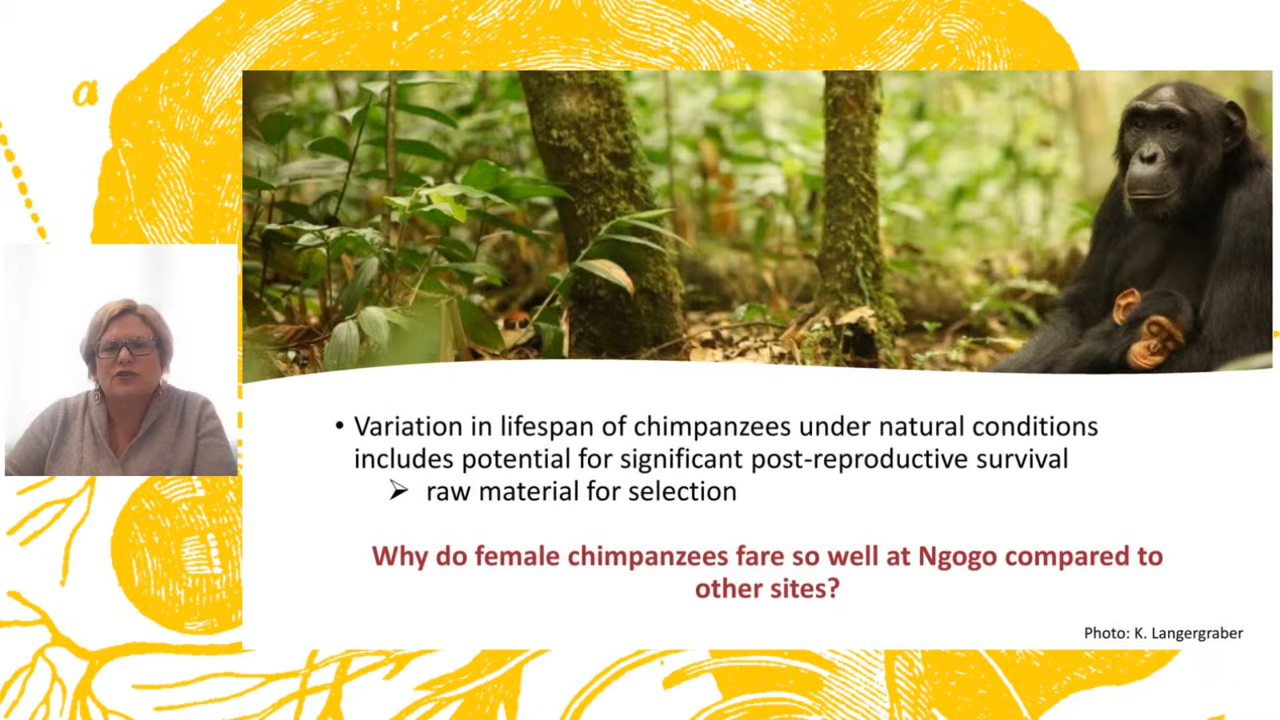 a
• Variation in lifespan of chimpanzees under natural conditions
includes potential for significant post-reproductive survival
➢ raw material for selection
Why do female chimpanzees fare so well at Ngogo compared to
other sites?
Photo: K. Langergraber